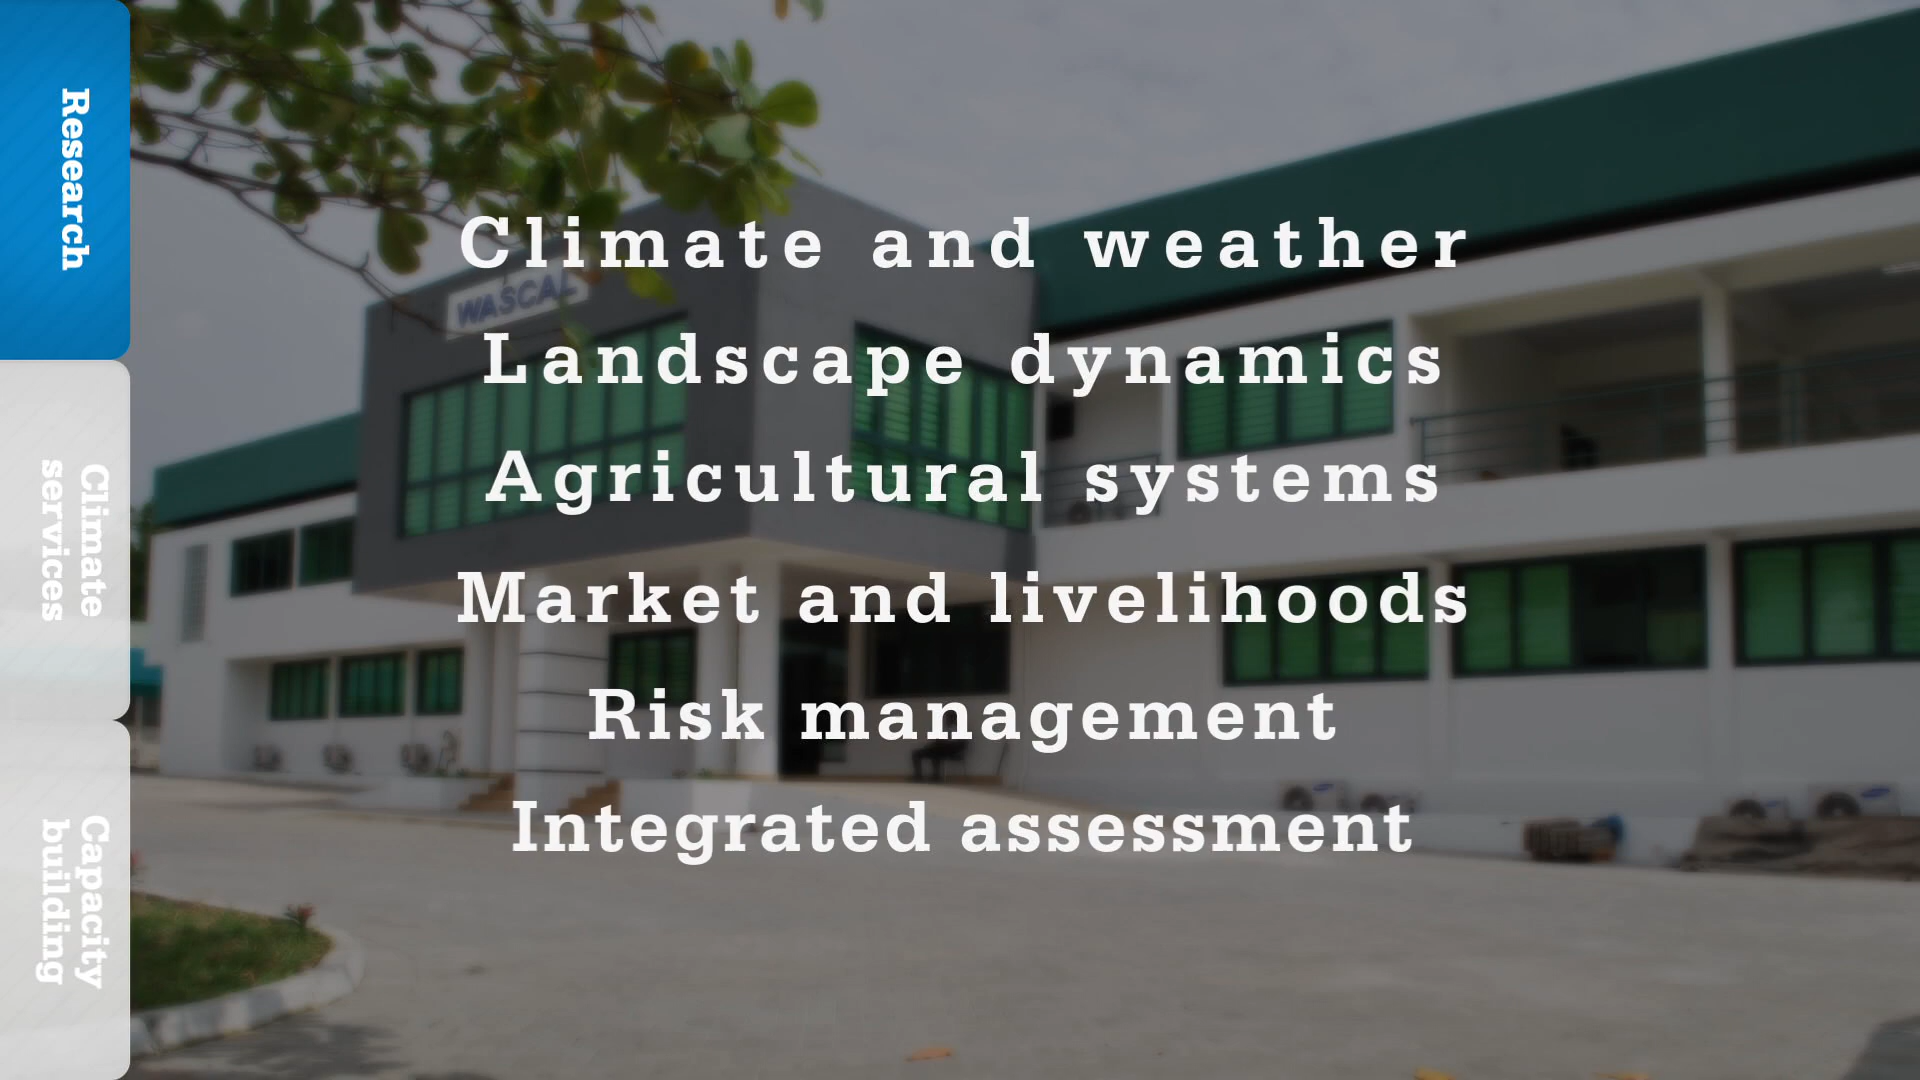 Research
Climate
services
Capacity
building
WASCAL
Climate and weather
Landscape dynamics
Agricultural systems
Market and livelihoods
Risk management
Integrated assessment